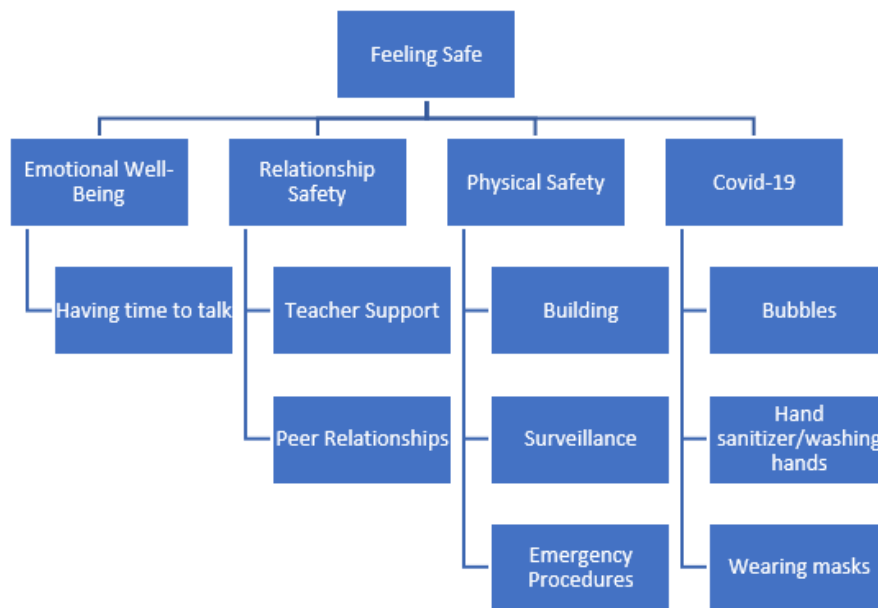 Feeling Safe
Emotional Well-
Being
Relationship
Safety
Physical Safety
Covid-19
Having time to talk
Teacher Support
Building
Bubbles
Peer Relationships
Surveillance
Hand
sanitizer/washing
hands
Emergency
Procedures
Wearing masks